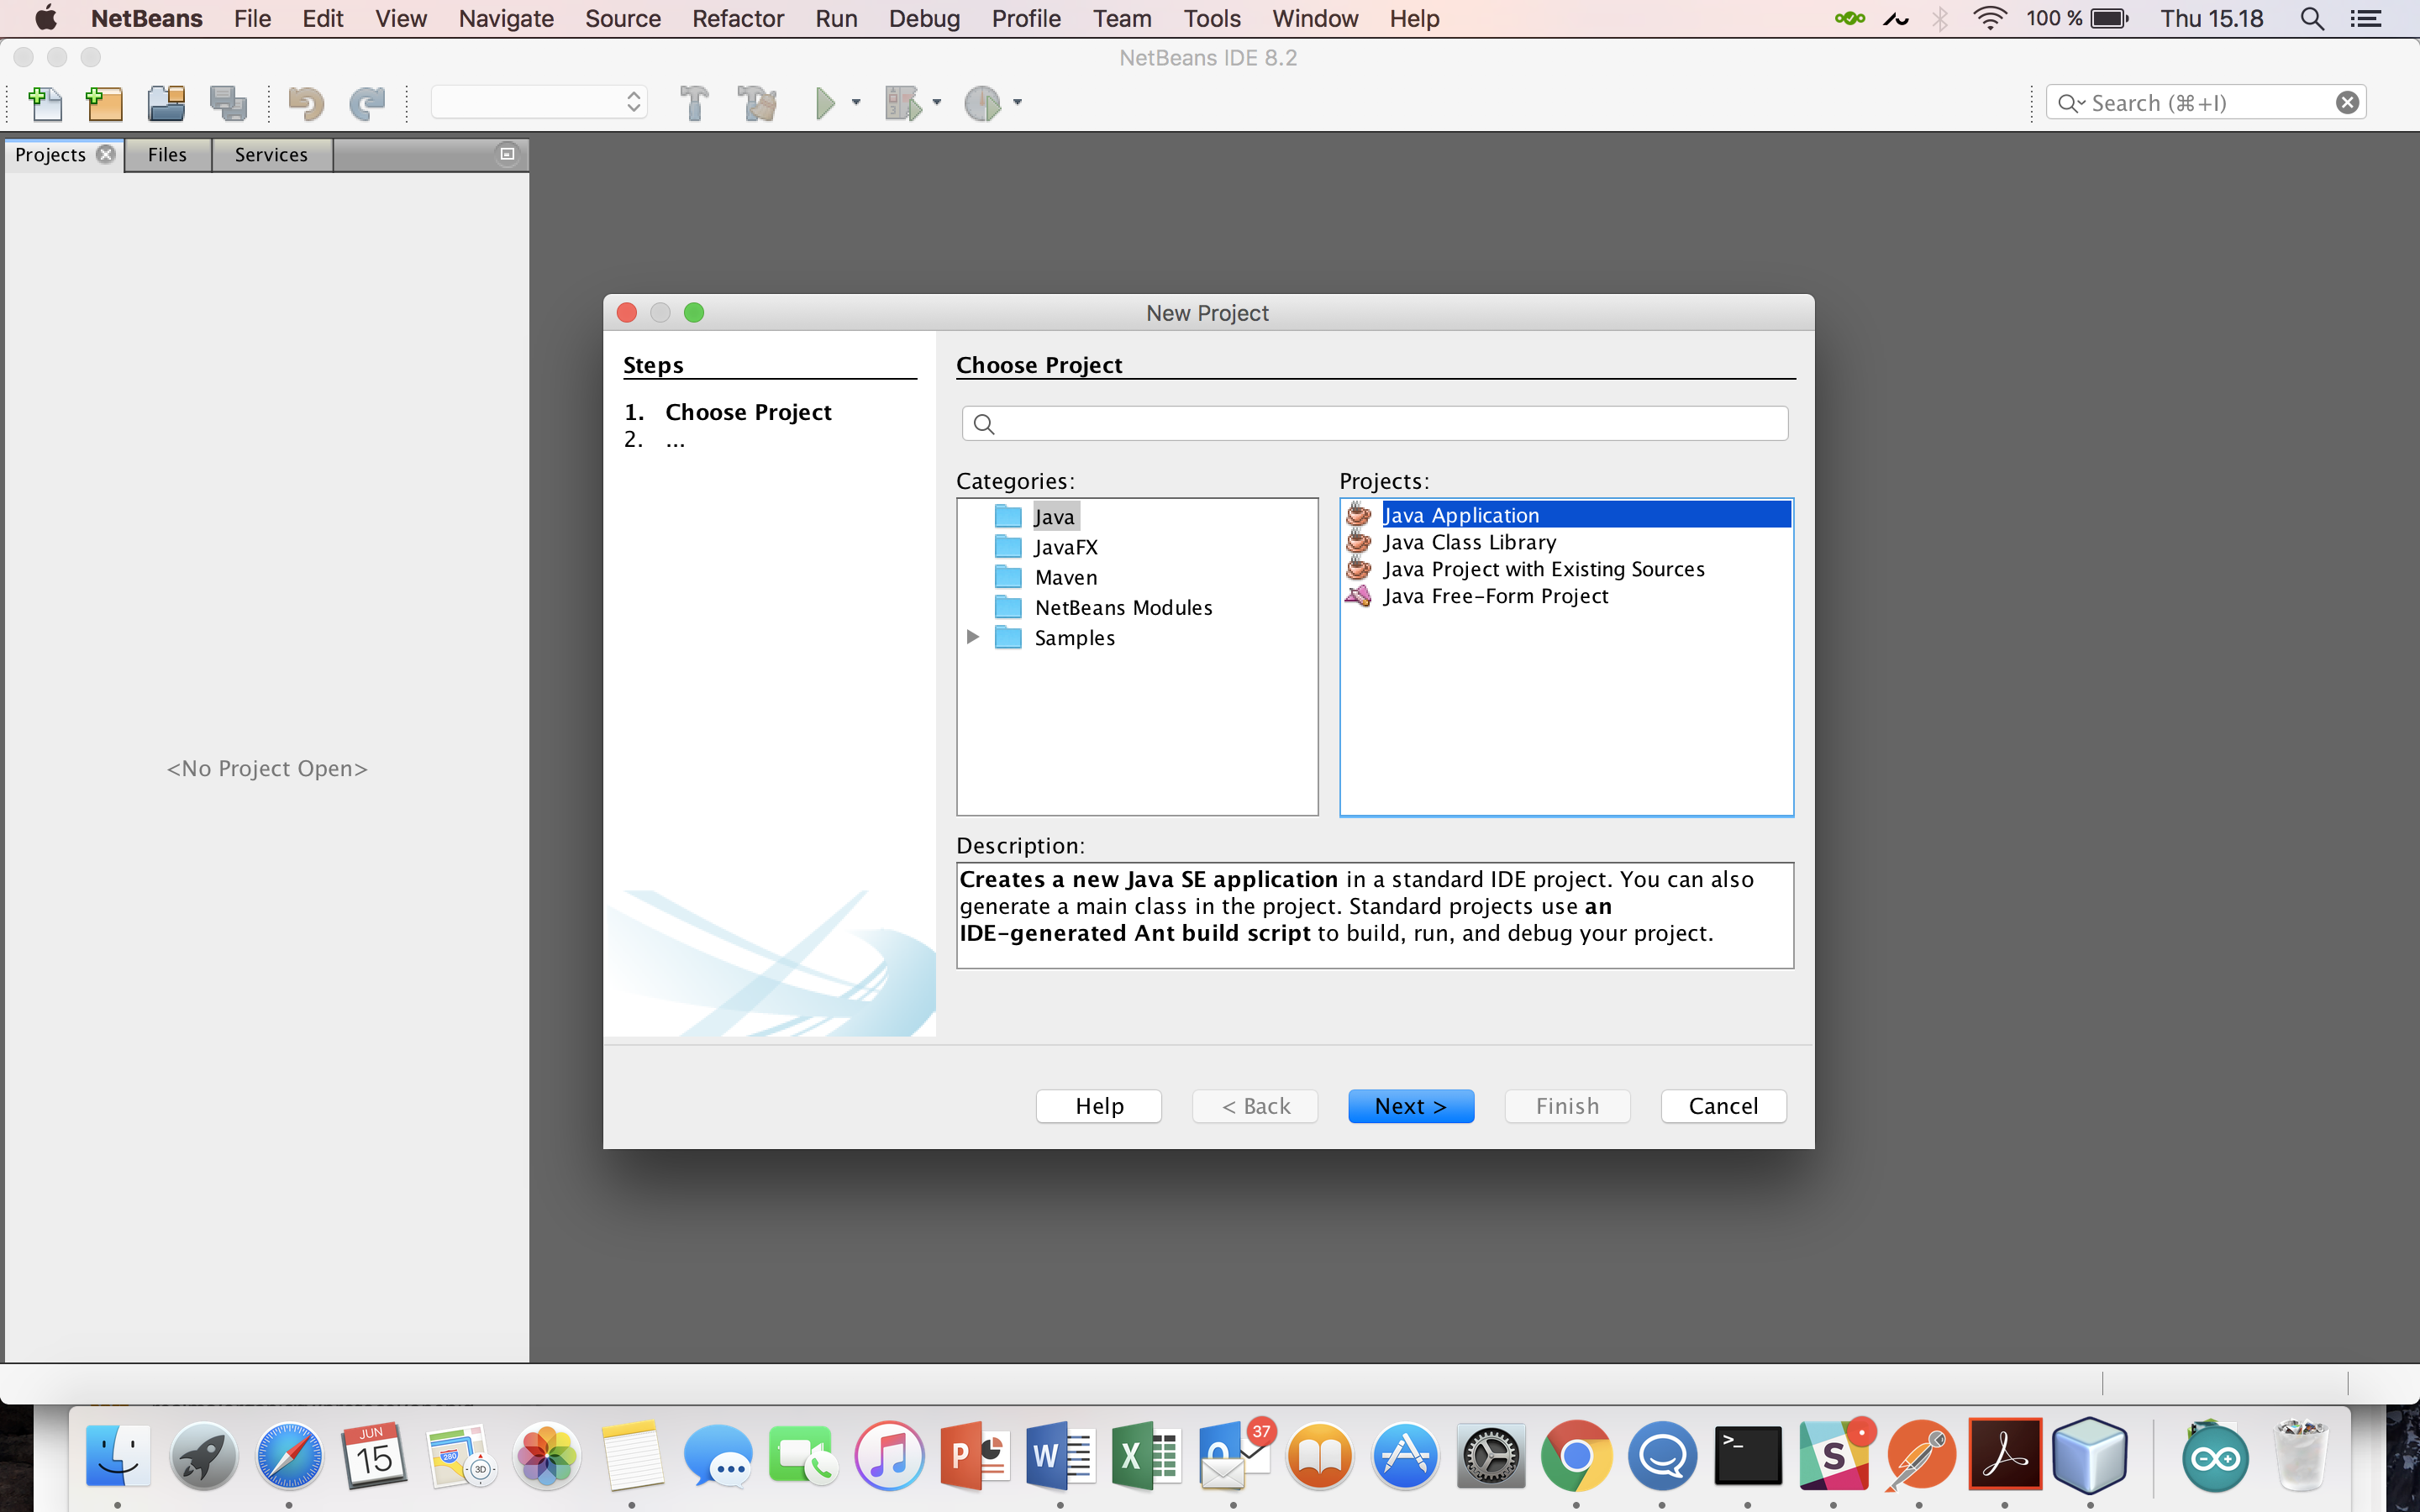 NetBeans File Edit View Navigate Source Refactor Run Debug Profile Team Tools Window Help 100 % Thu 15.18
NetBeans IDE 8.2
Search (⌘+I)
Projects Files Services
<No Project Open>
New Project
Steps
1. Choose Project
2. ...
Choose Project
Categories:
Java
JavaFX
Maven
NetBeans Modules
Samples
Projects:
Java Application
Java Class Library
Java Project with Existing Sources
Java Free-Form Project
Description:
Creates a new Java SE application in a standard IDE project. You can also
generate a main class in the project. Standard projects use an
IDE-generated Ant build script to build, run, and debug your project.
Help < Back Next > Finish Cancel
JUN
15
280
3D
P
W
X
O
37
>_
S